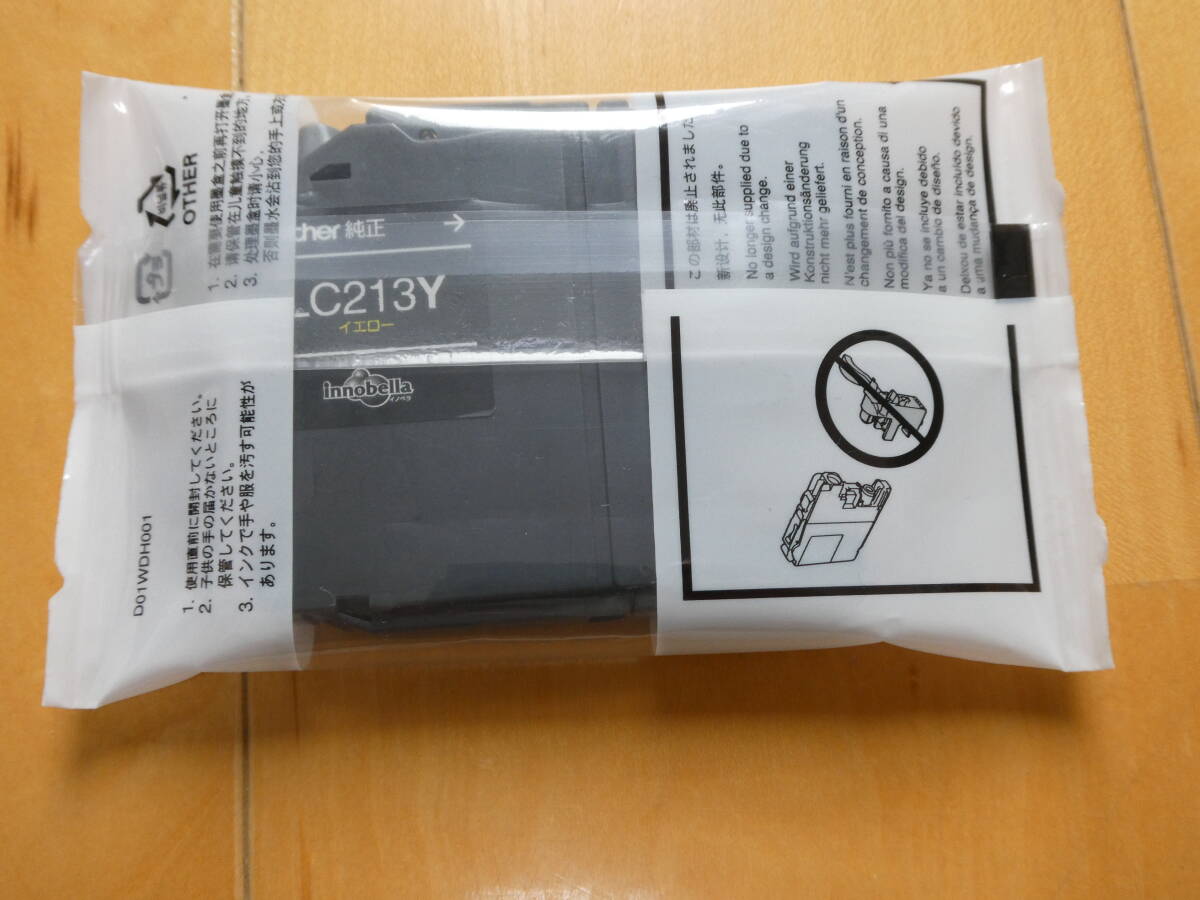 OTHER
1. 在需要使用墨盒之前再打开
2. 请保管在儿童触摸不到的地方
3. 处理墨盒时请小心,
否则墨水会沾到您的手上或
D01WDH001
1. 使用直前に開封してください。
2. 子供の手の届かないところに
保管してください。
3. インクで手や服を汚す可能性が
あります。
ther 純正 →
LC213Y
イエロー
innobella
イノベラ
この部材は廃止されました
新设计，无此部件。
No longer supplied due to
a design change.
Wird aufgrund einer
Konstruktionsänderung
nicht mehr geliefert.
N'est plus fourni en raison d'un
changement de conception.
Non più fornito a causa di una
modifica del design.
Ya no se incluye debido
a un cambio de diseño.
Deixou de estar incluído devido
a uma mudança de design.